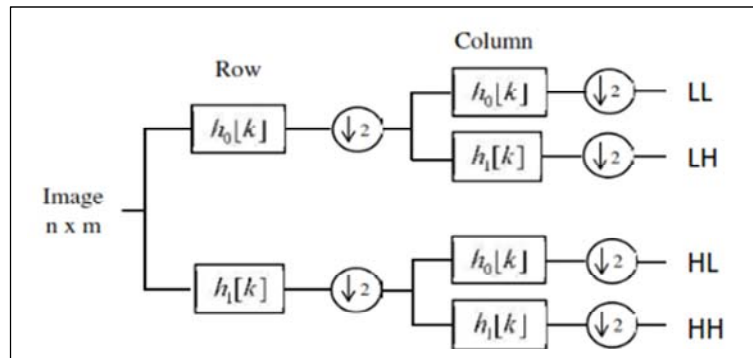 Column
Row
h₀[k]
↓2
LL
h₀[k]
↓2
h₁[k]
↓2
LH
Image
n x m
h₀[k]
↓2
HL
h₁[k]
↓2
h₁[k]
↓2
HH